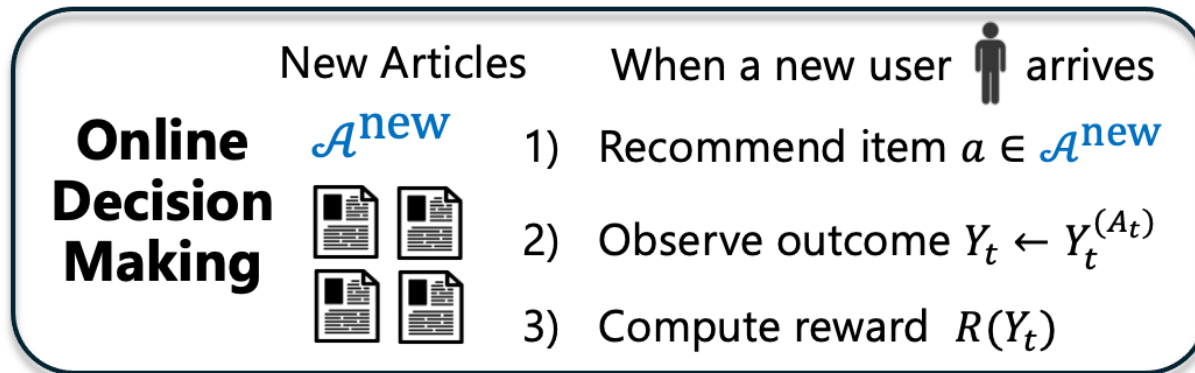 Online
Decision
Making
New Articles
𝒜^new
When a new user arrives
1) Recommend item a ∈ 𝒜^new
2) Observe outcome Y_t ← Y_t^(A_t)
3) Compute reward R(Y_t)